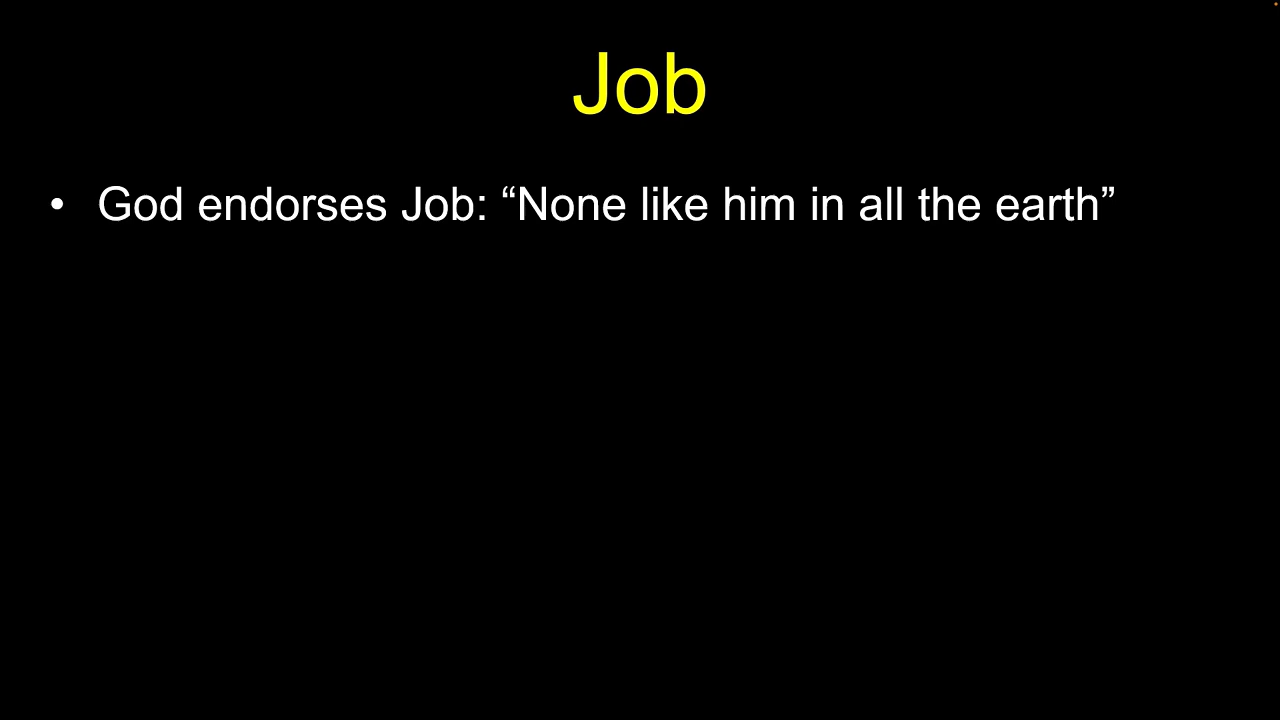 Job
• God endorses Job: “None like him in all the earth”